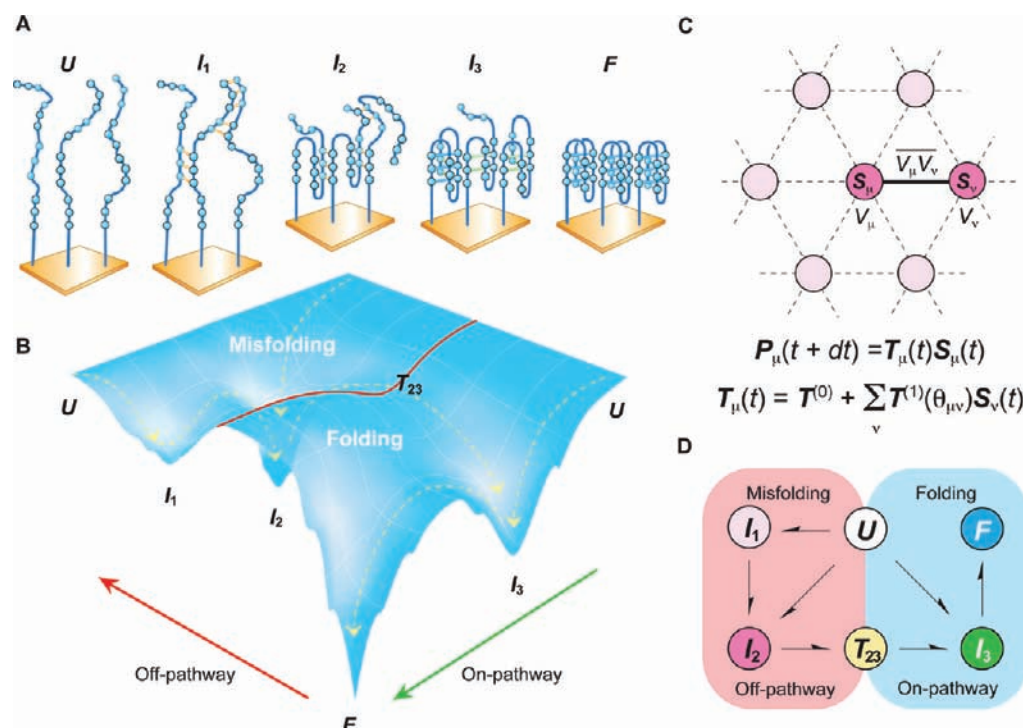 A
U I₁ I₂ I₃ F
B
Misfolding
T₂₃
U
Folding
U
I₁
I₂
I₃
Off-pathway
On-pathway
F
C
V̅μ̅V̅ν̅
Sμ Sν
Vμ Vν
Pμ(t + dt) =Tμ(t)Sμ(t)
Tμ(t) = T⁽⁰⁾ + ∑ν T⁽¹⁾(θμν)Sν(t)
D
Misfolding Folding
I₁ U F
I₂ T₂₃ I₃
Off-pathway On-pathway